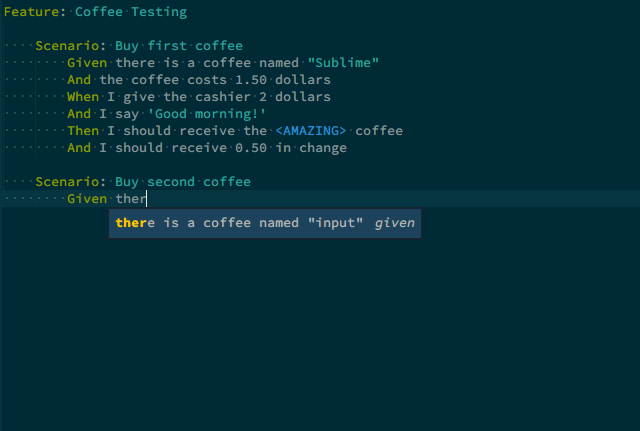 Feature: Coffee Testing
Scenario: Buy first coffee
Given there is a coffee named "Sublime"
And the coffee costs 1.50 dollars
When I give the cashier 2 dollars
And I say 'Good morning!'
Then I should receive the <AMAZING> coffee
And I should receive 0.50 in change
Scenario: Buy second coffee
Given ther
there is a coffee named "input" given